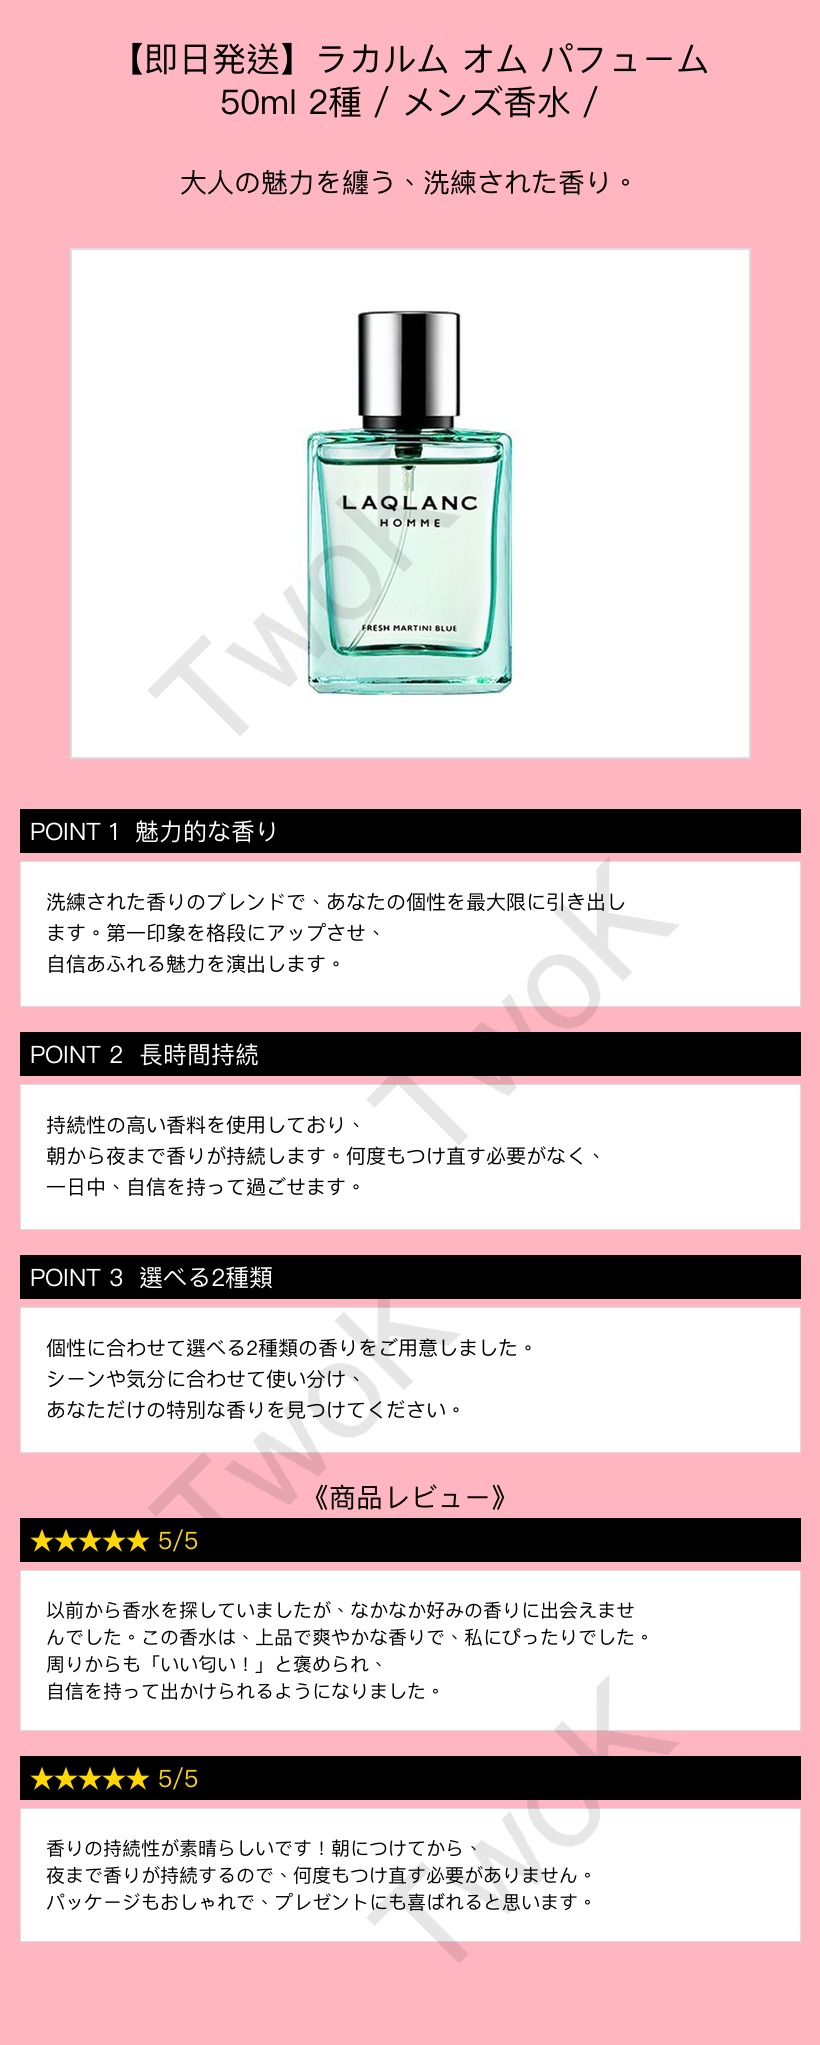 【即日発送】ラカルム オム パフューム
50ml 2種 / メンズ香水 /
大人の魅力を纏う、洗練された香り。
LAQLANC
HOMME
FRESH MARTINI BLUE
TwoK
POINT 1 魅力的な香り
洗練された香りのブレンドで、あなたの個性を最大限に引き出し
ます。第一印象を格段にアップさせ、
自信あふれる魅力を演出します。
TwoK
POINT 2 長時間持続
持続性の高い香料を使用しており、
朝から夜まで香りが持続します。何度もつけ直す必要がなく、
一日中、自信を持って過ごせます。
POINT 3 選べる2種類
個性に合わせて選べる2種類の香りをご用意しました。
シーンや気分に合わせて使い分け、
あなただけの特別な香りを見つけてください。
TwoK
《商品レビュー》
★★★★★ 5/5
以前から香水を探していましたが、なかなか好みの香りに出会えませ
んでした。この香水は、上品で爽やかな香りで、私にぴったりでした。
周りからも「いい匂い！」と褒められ、
自信を持って出かけられるようになりました。
★★★★★ 5/5
香りの持続性が素晴らしいです！朝につけてから、
夜まで香りが持続するので、何度もつけ直す必要がありません。
パッケージもおしゃれで、プレゼントにも喜ばれると思います。
TwoK